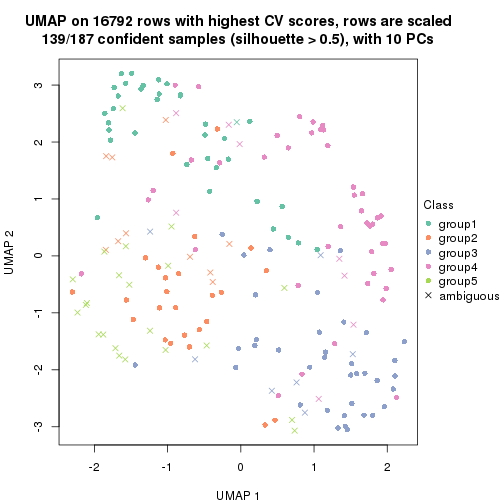 UMAP on 16792 rows with highest CV scores, rows are scaled
139/187 confident samples (silhouette > 0.5), with 10 PCs
3
2
1
0
-1
-2
-3
UMAP 2
-2
-1
0
1
2
UMAP 1
Class
group1
group2
group3
group4
group5
ambiguous